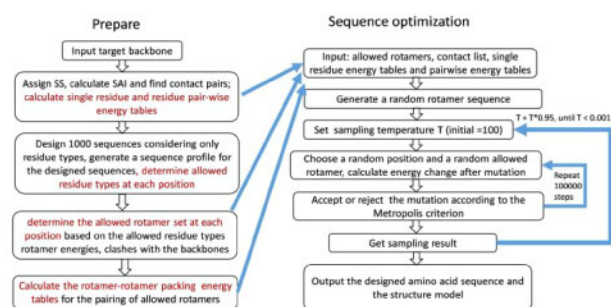 Prepare
Input target backbone
Assign SS, calculate SAI and find contact pairs;
calculate single residue and residue pair-wise
energy tables
Design 1000 sequences considering only
residue types, generate a sequence profile for
the designed sequences, determine allowed
residue types at each position
determine the allowed rotamer set at each
position based on the allowed residue types
rotamer energies, clashes with the backbones
Calculate the rotamer-rotamer packing energy
tables for the pairing of allowed rotamers
Sequence optimization
Input: allowed rotamers, contact list, single
residue energy tables and pairwise energy tables
Generate a random rotamer sequence
T = T*0.95, until T < 0.001
Set sampling temperature T (initial =100)
Choose a random position and a random allowed
rotamer, calculate energy change after mutation
Repeat
100000
steps
Accept or reject the mutation according to the
Metropolis criterion
Get sampling result
Output the designed amino acid sequence and
the structure model